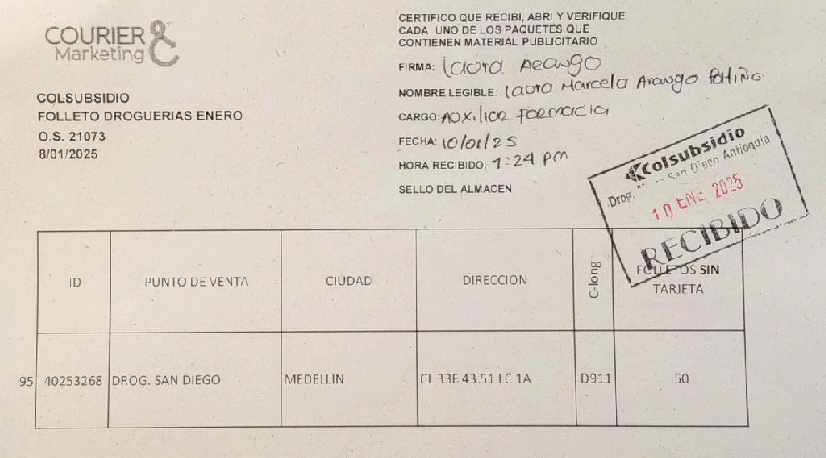 COURIER &
Marketing
COLSUBSIDIO
FOLLETO DROGUERIAS ENERO
O.S. 21073
8/01/2025
CERTIFICO QUE RECIBI, ABRI Y VERIFIQUE
CADA UNO DE LOS PAQUETES QUE
CONTIENEN MATERIAL PUBLICITARIO
FIRMA: Laura Arango
NOMBRE LEGIBLE: Laura Marcela Arango Patiño.
CARGO: Auxiliar Farmacia
FECHA: 10/01/25
HORA RECIBIDO: 1:24 pm
SELLO DEL ALMACEN
Colsubsidio
Drog. San Diego Antioquia
10 ENE 2025
RECIBIDO
ID PUNTO DE VENTA CIUDAD DIRECCION C-long FOLLETOS SIN TARJETA
95 40253268 DROG. SAN DIEGO MEDELLIN CL 33E 43 51 LC 1A D911 50